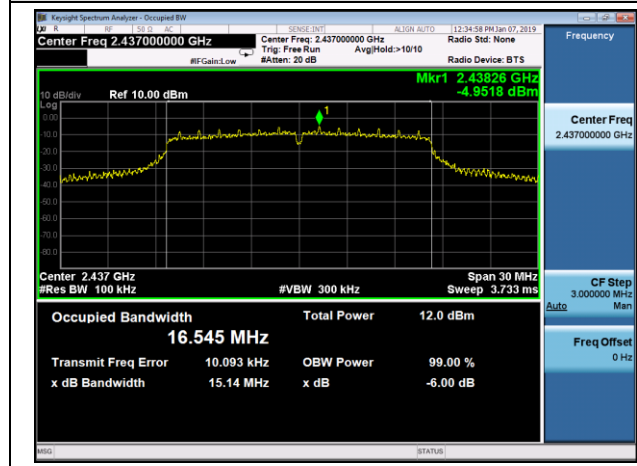 Keysight Spectrum Analyzer - Occupied BW
R RF 50 Ω AC SENSE:INT ALIGN AUTO 12:34:58 PM Jan 07, 2019
Center Freq 2.437000000 GHz Center Freq: 2.437000000 GHz Radio Std: None
Trig: Free Run Avg|Hold:>10/10
#IFGain:Low #Atten: 20 dB Radio Device: BTS
Mkr1 2.43826 GHz
10 dB/div Ref 10.00 dBm -4.9518 dBm
Log
0.00
-10.0
-20.0
-30.0
-40.0
-50.0
-60.0
-70.0
-80.0
1
Center 2.437 GHz Span 30 MHz
#Res BW 100 kHz #VBW 300 kHz Sweep 3.733 ms
Occupied Bandwidth Total Power 12.0 dBm
16.545 MHz
Transmit Freq Error 10.093 kHz OBW Power 99.00 %
x dB Bandwidth 15.14 MHz x dB -6.00 dB
MSG STATUS
Frequency
Center Freq
2.437000000 GHz
CF Step
3.000000 MHz
Auto Man
Freq Offset
0 Hz